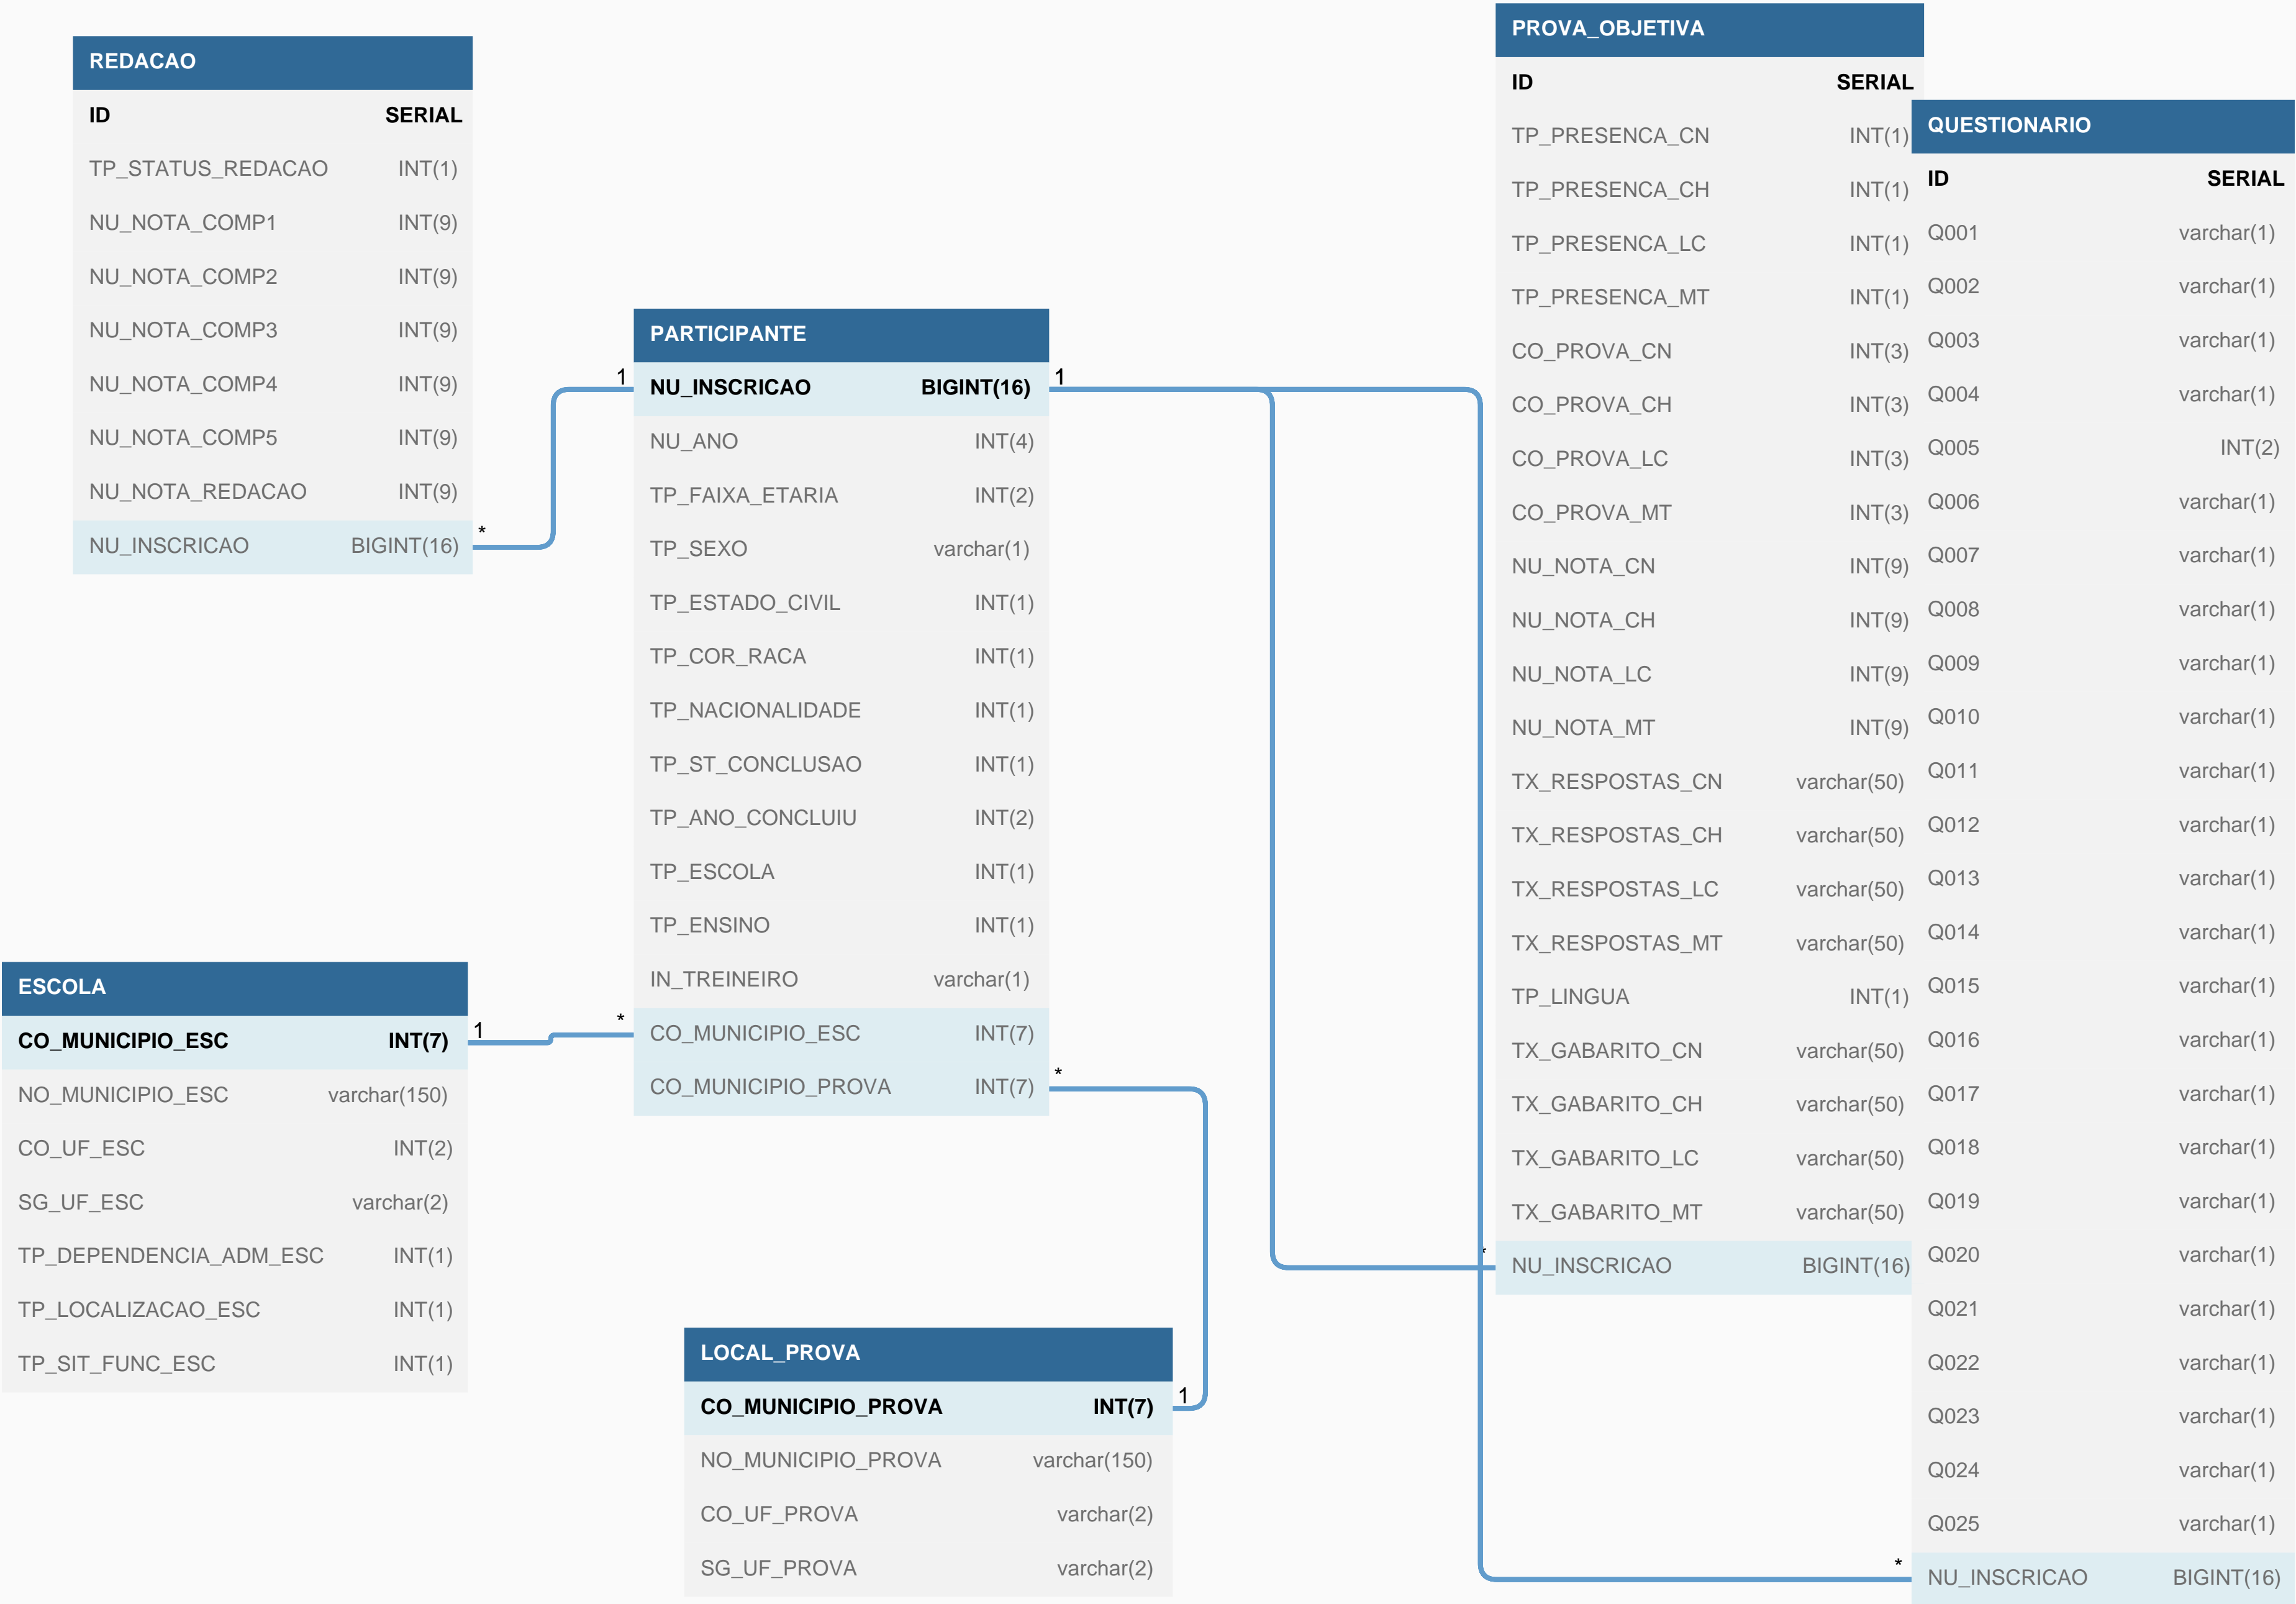 REDACAO
ID SERIAL
TP_STATUS_REDACAO INT(1)
NU_NOTA_COMP1 INT(9)
NU_NOTA_COMP2 INT(9)
NU_NOTA_COMP3 INT(9)
NU_NOTA_COMP4 INT(9)
NU_NOTA_COMP5 INT(9)
NU_NOTA_REDACAO INT(9)
NU_INSCRICAO BIGINT(16)
*
1
PARTICIPANTE
NU_INSCRICAO BIGINT(16)
1
NU_ANO INT(4)
TP_FAIXA_ETARIA INT(2)
TP_SEXO varchar(1)
TP_ESTADO_CIVIL INT(1)
TP_COR_RACA INT(1)
TP_NACIONALIDADE INT(1)
TP_ST_CONCLUSAO INT(1)
TP_ANO_CONCLUIU INT(2)
TP_ESCOLA INT(1)
TP_ENSINO INT(1)
IN_TREINEIRO varchar(1)
*
CO_MUNICIPIO_ESC INT(7)
CO_MUNICIPIO_PROVA INT(7)
*
ESCOLA
CO_MUNICIPIO_ESC INT(7)
1
NO_MUNICIPIO_ESC varchar(150)
CO_UF_ESC INT(2)
SG_UF_ESC varchar(2)
TP_DEPENDENCIA_ADM_ESC INT(1)
TP_LOCALIZACAO_ESC INT(1)
TP_SIT_FUNC_ESC INT(1)
LOCAL_PROVA
CO_MUNICIPIO_PROVA INT(7)
1
NO_MUNICIPIO_PROVA varchar(150)
CO_UF_PROVA varchar(2)
SG_UF_PROVA varchar(2)
PROVA_OBJETIVA
ID SERIAL
TP_PRESENCA_CN INT(1)
TP_PRESENCA_CH INT(1)
TP_PRESENCA_LC INT(1)
TP_PRESENCA_MT INT(1)
CO_PROVA_CN INT(3)
CO_PROVA_CH INT(3)
CO_PROVA_LC INT(3)
CO_PROVA_MT INT(3)
NU_NOTA_CN INT(9)
NU_NOTA_CH INT(9)
NU_NOTA_LC INT(9)
NU_NOTA_MT INT(9)
TX_RESPOSTAS_CN varchar(50)
TX_RESPOSTAS_CH varchar(50)
TX_RESPOSTAS_LC varchar(50)
TX_RESPOSTAS_MT varchar(50)
TP_LINGUA INT(1)
TX_GABARITO_CN varchar(50)
TX_GABARITO_CH varchar(50)
TX_GABARITO_LC varchar(50)
TX_GABARITO_MT varchar(50)
*
NU_INSCRICAO BIGINT(16)
QUESTIONARIO
ID SERIAL
Q001 varchar(1)
Q002 varchar(1)
Q003 varchar(1)
Q004 varchar(1)
Q005 INT(2)
Q006 varchar(1)
Q007 varchar(1)
Q008 varchar(1)
Q009 varchar(1)
Q010 varchar(1)
Q011 varchar(1)
Q012 varchar(1)
Q013 varchar(1)
Q014 varchar(1)
Q015 varchar(1)
Q016 varchar(1)
Q017 varchar(1)
Q018 varchar(1)
Q019 varchar(1)
Q020 varchar(1)
Q021 varchar(1)
Q022 varchar(1)
Q023 varchar(1)
Q024 varchar(1)
Q025 varchar(1)
*
NU_INSCRICAO BIGINT(16)